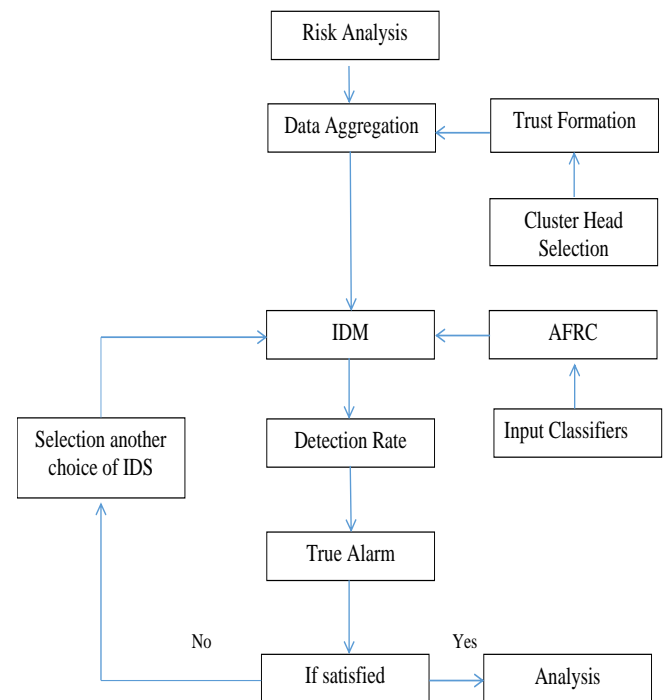 Risk Analysis
Data Aggregation
Trust Formation
Cluster Head
Selection
IDM
AFRC
Selection another
choice of IDS
Detection Rate
Input Classifiers
True Alarm
No
Yes
If satisfied
Analysis